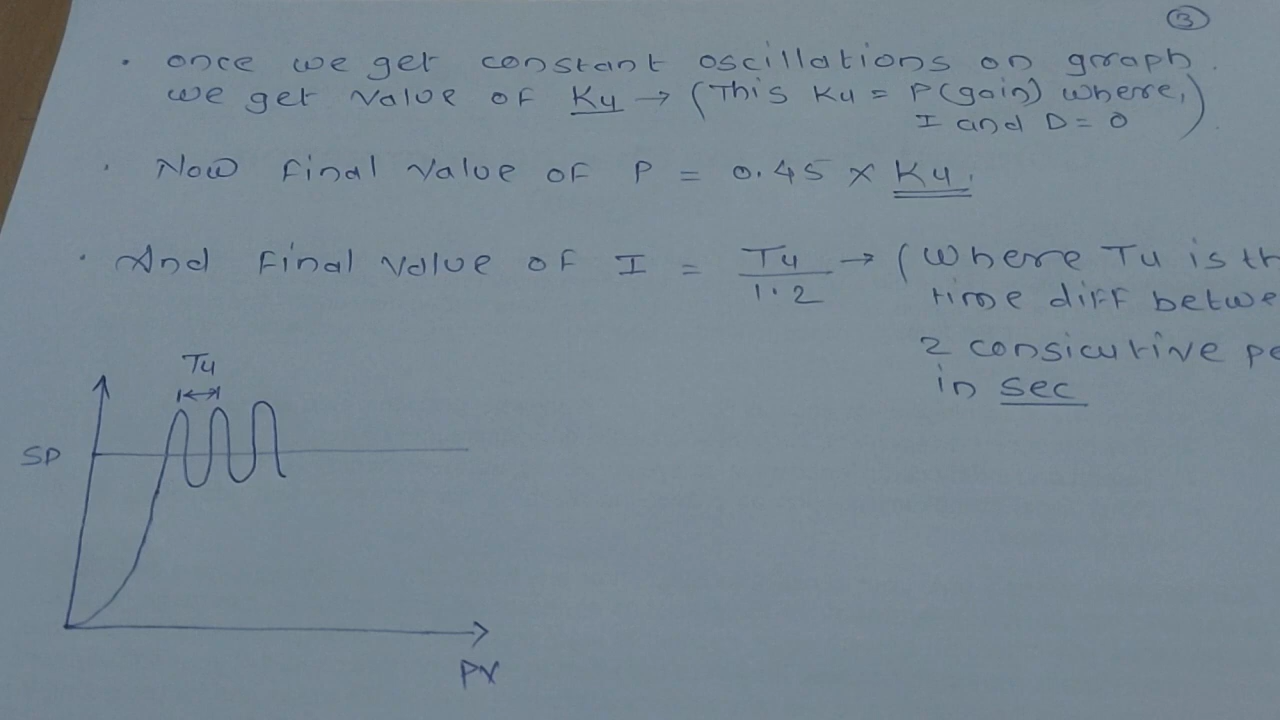 3
• once we get constant oscillations on graph.
we get value of Ku → (This Ku = P(gain) where,
I and D = 0)
• Now final value of P = 0.45 × Ku.
• And final value of I = Tu / 1.2 → (where Tu is th
time diff betwe
2 consicutive pe
in sec
Tu
SP
PV